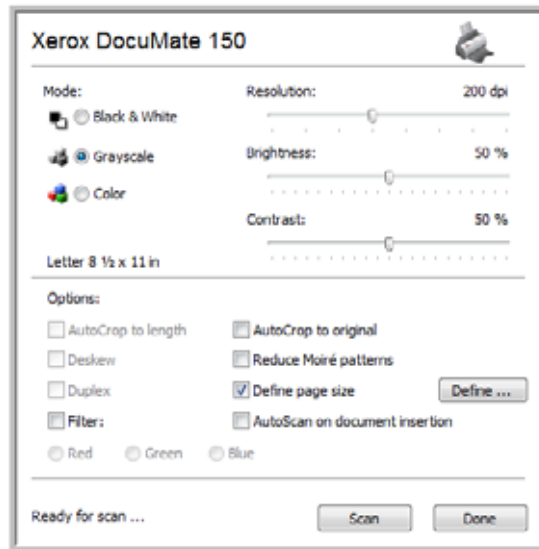 Xerox DocuMate 150
Mode:
Black & White
Grayscale
Color
Letter 8 ½ x 11 in
Resolution: 200 dpi
Brightness: 50 %
Contrast: 50 %
Options:
AutoCrop to length
Deskew
Duplex
Filter:
AutoCrop to original
Reduce Moiré patterns
Define page size Define ...
AutoScan on document insertion
Red Green Blue
Ready for scan ... Scan Done